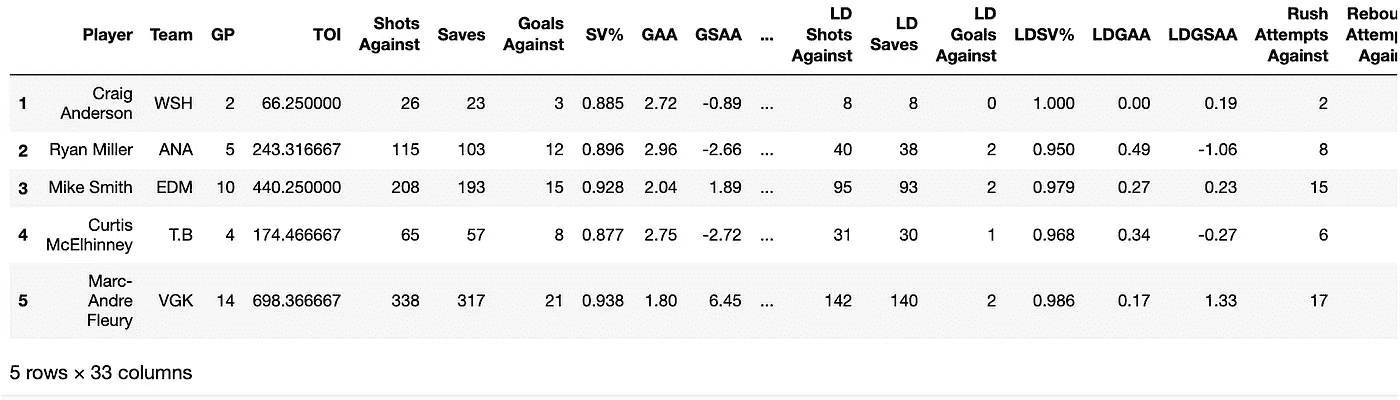 Player Team GP TOI Shots Against Saves Goals Against SV% GAA GSAA ... LD Shots Against LD Saves LD Goals Against LDSV% LDGAA LDGSAA Rush Attempts Against
1 Craig Anderson WSH 2 66.250000 26 23 3 0.885 2.72 -0.89 ... 8 8 0 1.000 0.00 0.19 2
2 Ryan Miller ANA 5 243.316667 115 103 12 0.896 2.96 -2.66 ... 40 38 2 0.950 0.49 -1.06 8
3 Mike Smith EDM 10 440.250000 208 193 15 0.928 2.04 1.89 ... 95 93 2 0.979 0.27 0.23 15
4 Curtis McElhinney T.B 4 174.466667 65 57 8 0.877 2.75 -2.72 ... 31 30 1 0.968 0.34 -0.27 6
5 Marc-Andre Fleury VGK 14 698.366667 338 317 21 0.938 1.80 6.45 ... 142 140 2 0.986 0.17 1.33 17
5 rows × 33 columns